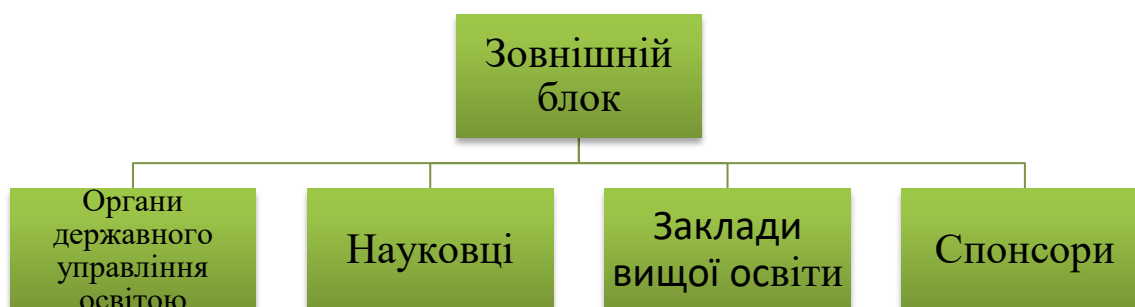 Зовнішній
блок
Органи
державного
управління
освітою
Науковці
Заклади
вищої освіти
Спонсори